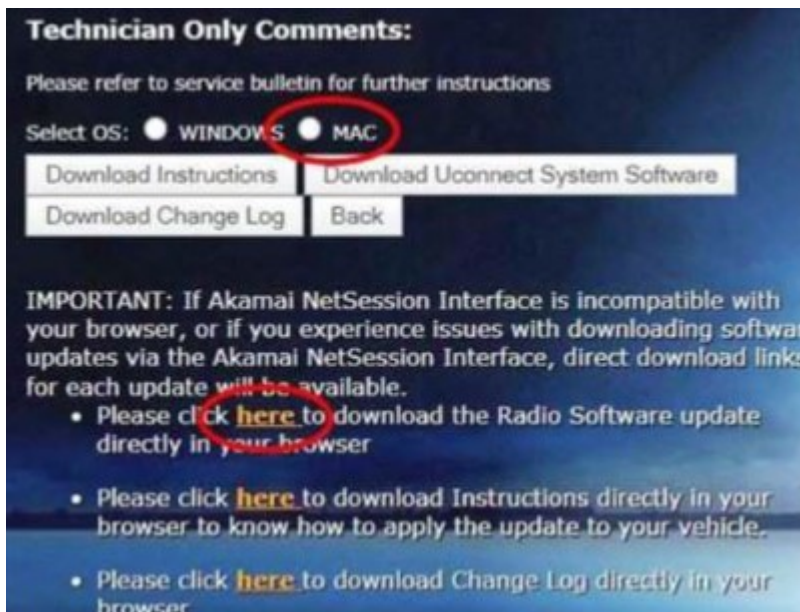 Technician Only Comments:
Please refer to service bulletin for further instructions
Select OS: WINDOWS MAC
Download Instructions Download Uconnect System Software
Download Change Log Back
IMPORTANT: If Akamai NetSession Interface is incompatible with
your browser, or if you experience issues with downloading softwar
updates via the Akamai NetSession Interface, direct download links
for each update will be available.
• Please click here to download the Radio Software update
directly in your browser
• Please click here to download Instructions directly in your
browser to know how to apply the update to your vehicle.
• Please click here to download Change Log directly in your
browser